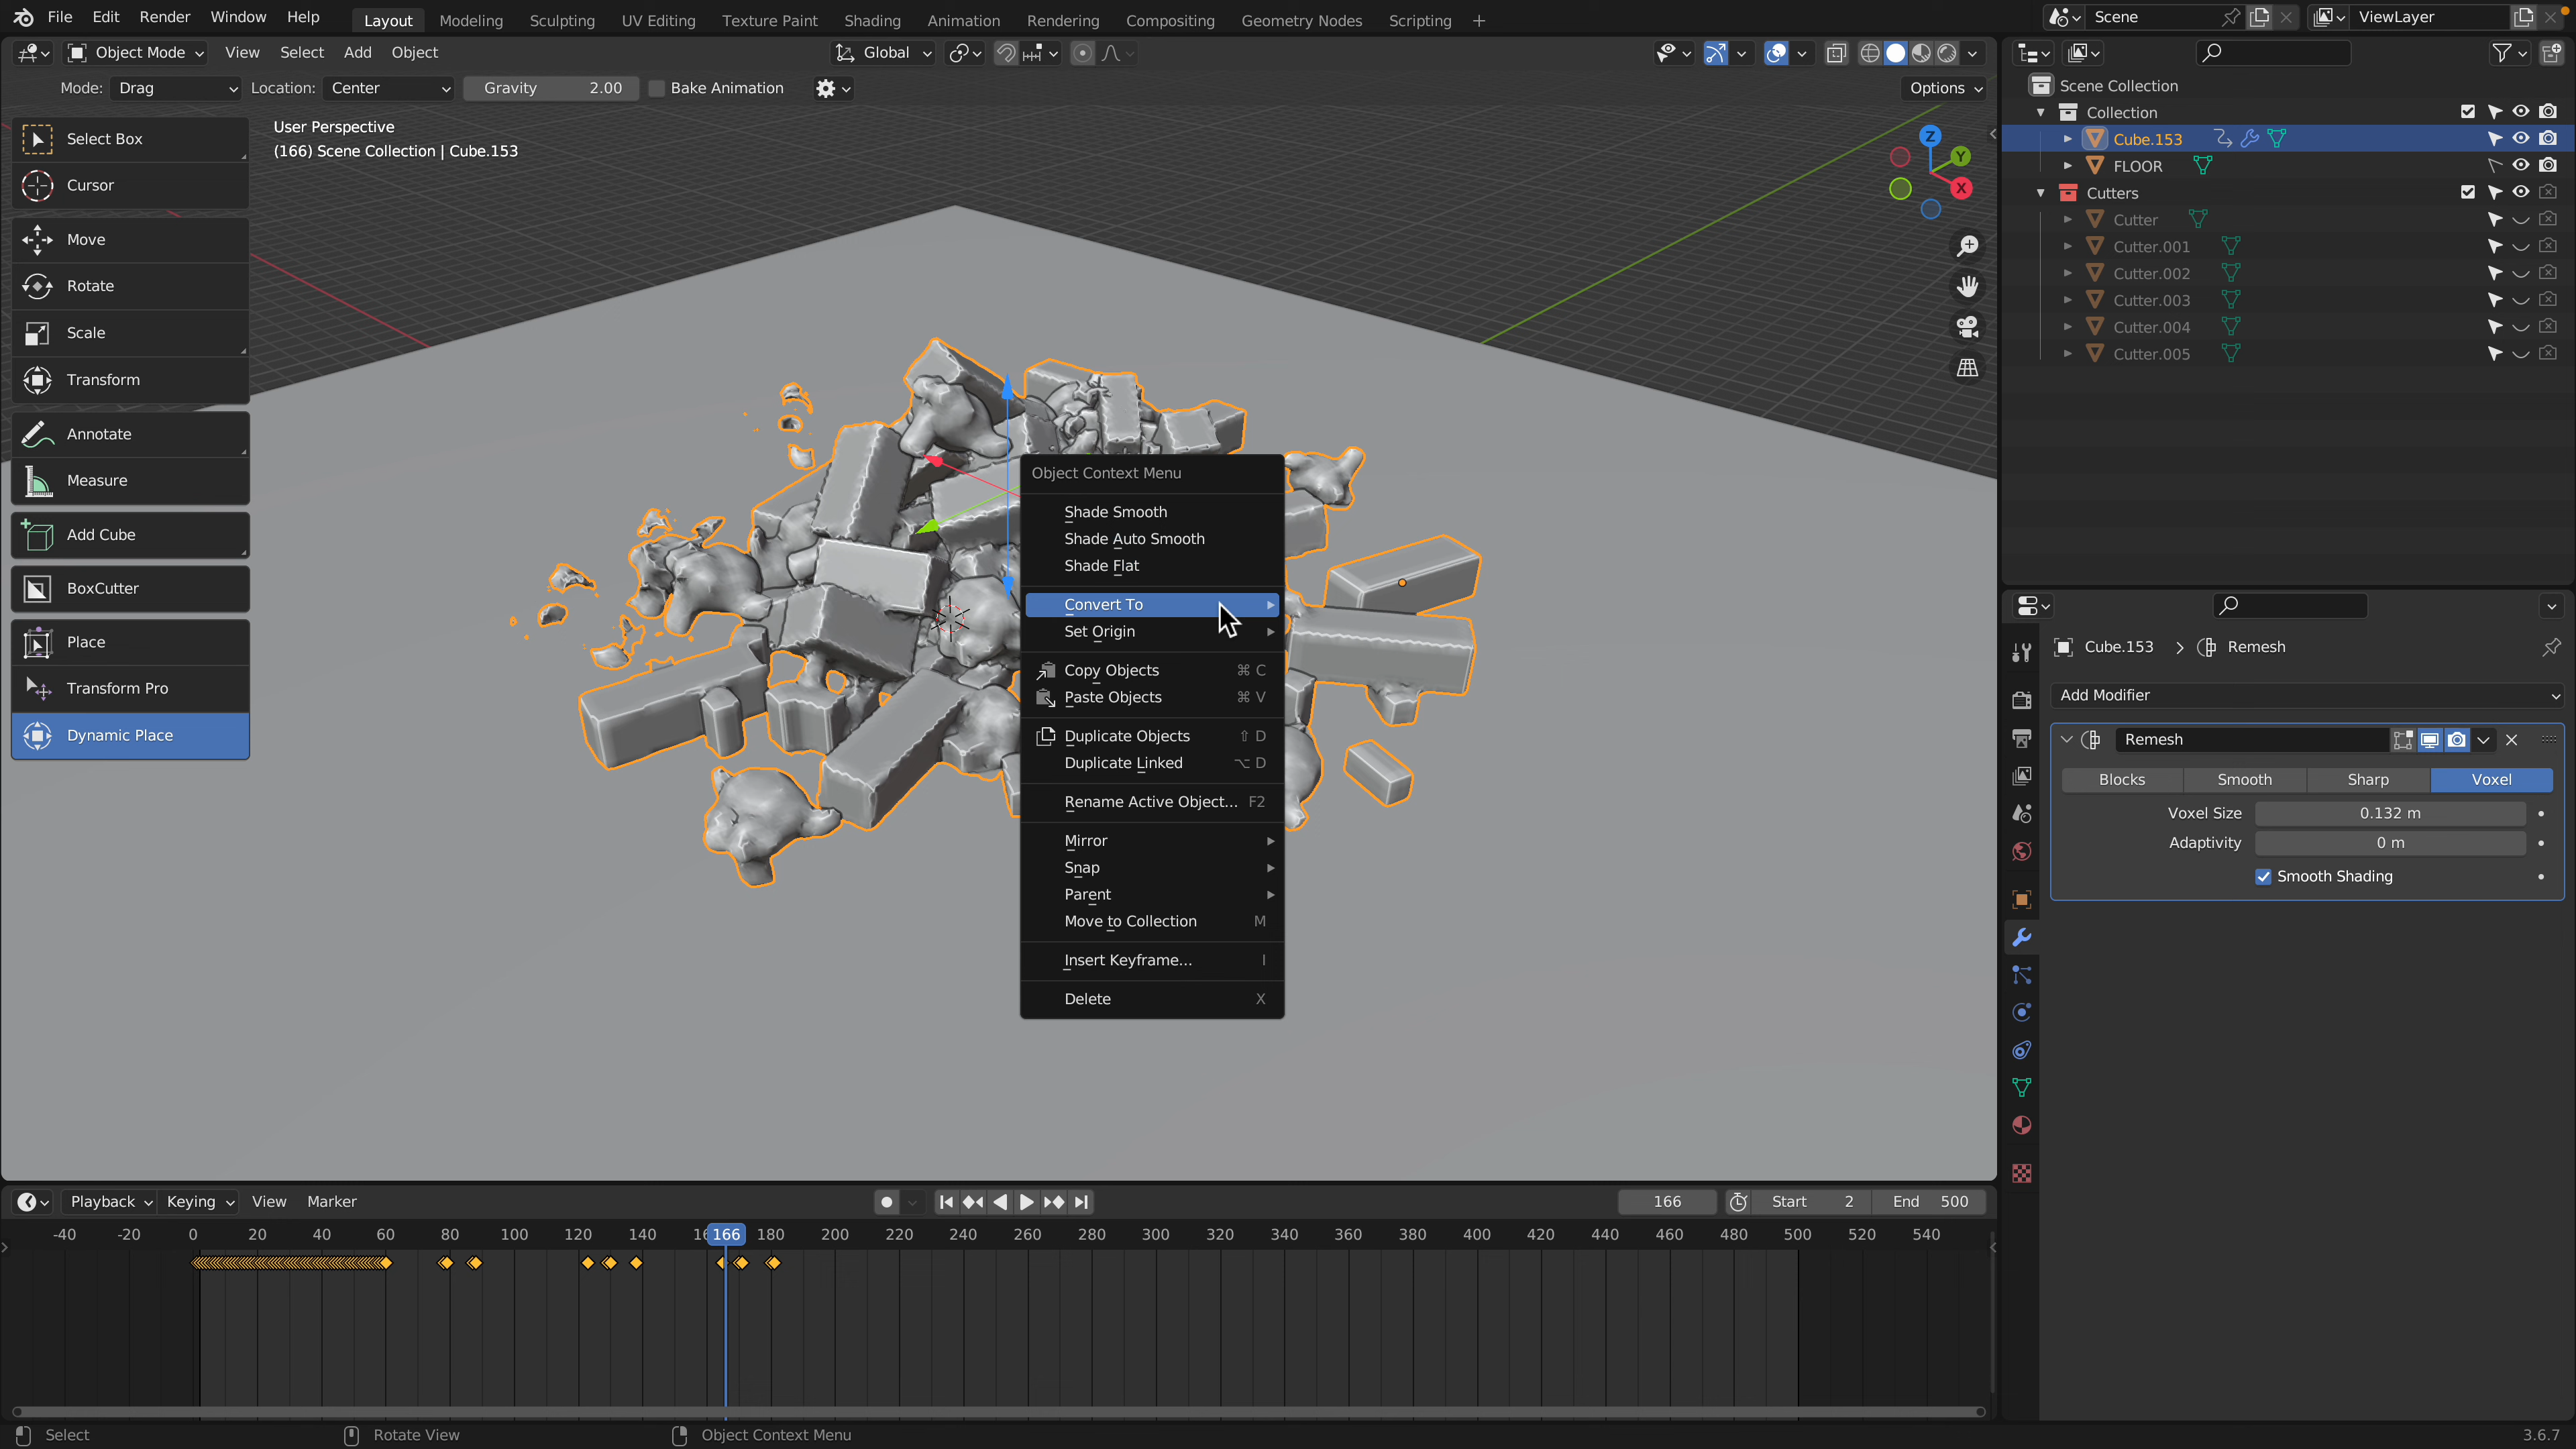 File Edit Render Window Help Layout Modeling Sculpting UV Editing Texture Paint Shading Animation Rendering Compositing Geometry Nodes Scripting + Scene ViewLayer
Object Mode View Select Add Object Global
Mode: Drag Location: Center Gravity 2.00 Bake Animation Options
User Perspective
(166) Scene Collection | Cube.153
Select Box
Cursor
Move
Rotate
Scale
Transform
Annotate
Measure
Add Cube
BoxCutter
Place
Transform Pro
Dynamic Place
Z
Y
X
Object Context Menu
Shade Smooth
Shade Auto Smooth
Shade Flat
Convert To
Set Origin
Copy Objects ⌘ C
Paste Objects ⌘ V
Duplicate Objects ⇧ D
Duplicate Linked ⌥ D
Rename Active Object... F2
Mirror
Snap
Parent
Move to Collection M
Insert Keyframe... I
Delete X
Scene Collection
Collection
Cube.153
FLOOR
Cutters
Cutter
Cutter.001
Cutter.002
Cutter.003
Cutter.004
Cutter.005
Cube.153 > Remesh
Add Modifier
Remesh
Blocks Smooth Sharp Voxel
Voxel Size 0.132 m
Adaptivity 0 m
Smooth Shading
Playback Keying View Marker 166 Start 2 End 500
-40 -20 0 20 40 60 80 100 120 140 166 180 200 220 240 260 280 300 320 340 360 380 400 420 440 460 480 500 520 540
Select Rotate View Object Context Menu 3.6.7